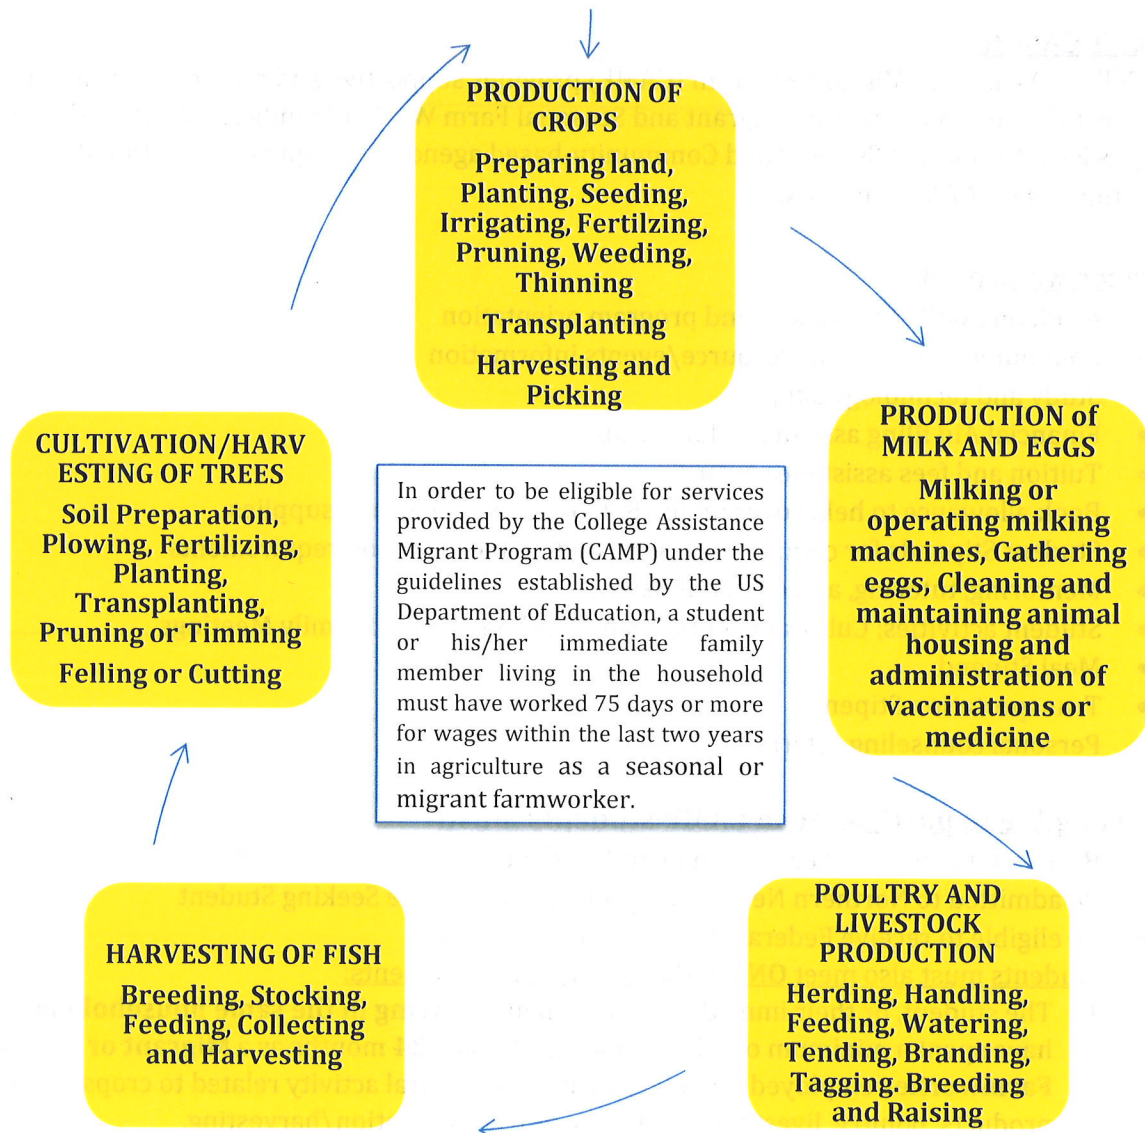 PRODUCTION OF
CROPS
Preparing land,
Planting, Seeding,
Irrigating, Fertilzing,
Pruning, Weeding,
Thinning
Transplanting
Harvesting and
Picking
PRODUCTION of
MILK AND EGGS
Milking or
operating milking
machines, Gathering
eggs, Cleaning and
maintaining animal
housing and
administration of
vaccinations or
medicine
POULTRY AND
LIVESTOCK
PRODUCTION
Herding, Handling,
Feeding, Watering,
Tending, Branding,
Tagging. Breeding
and Raising
HARVESTING OF FISH
Breeding, Stocking,
Feeding, Collecting
and Harvesting
CULTIVATION/HARV
ESTING OF TREES
Soil Preparation,
Plowing, Fertilizing,
Planting,
Transplanting,
Pruning or Timming
Felling or Cutting
In order to be eligible for services
provided by the College Assistance
Migrant Program (CAMP) under the
guidelines established by the US
Department of Education, a student
or his/her immediate family
member living in the household
must have worked 75 days or more
for wages within the last two years
in agriculture as a seasonal or
migrant farmworker.